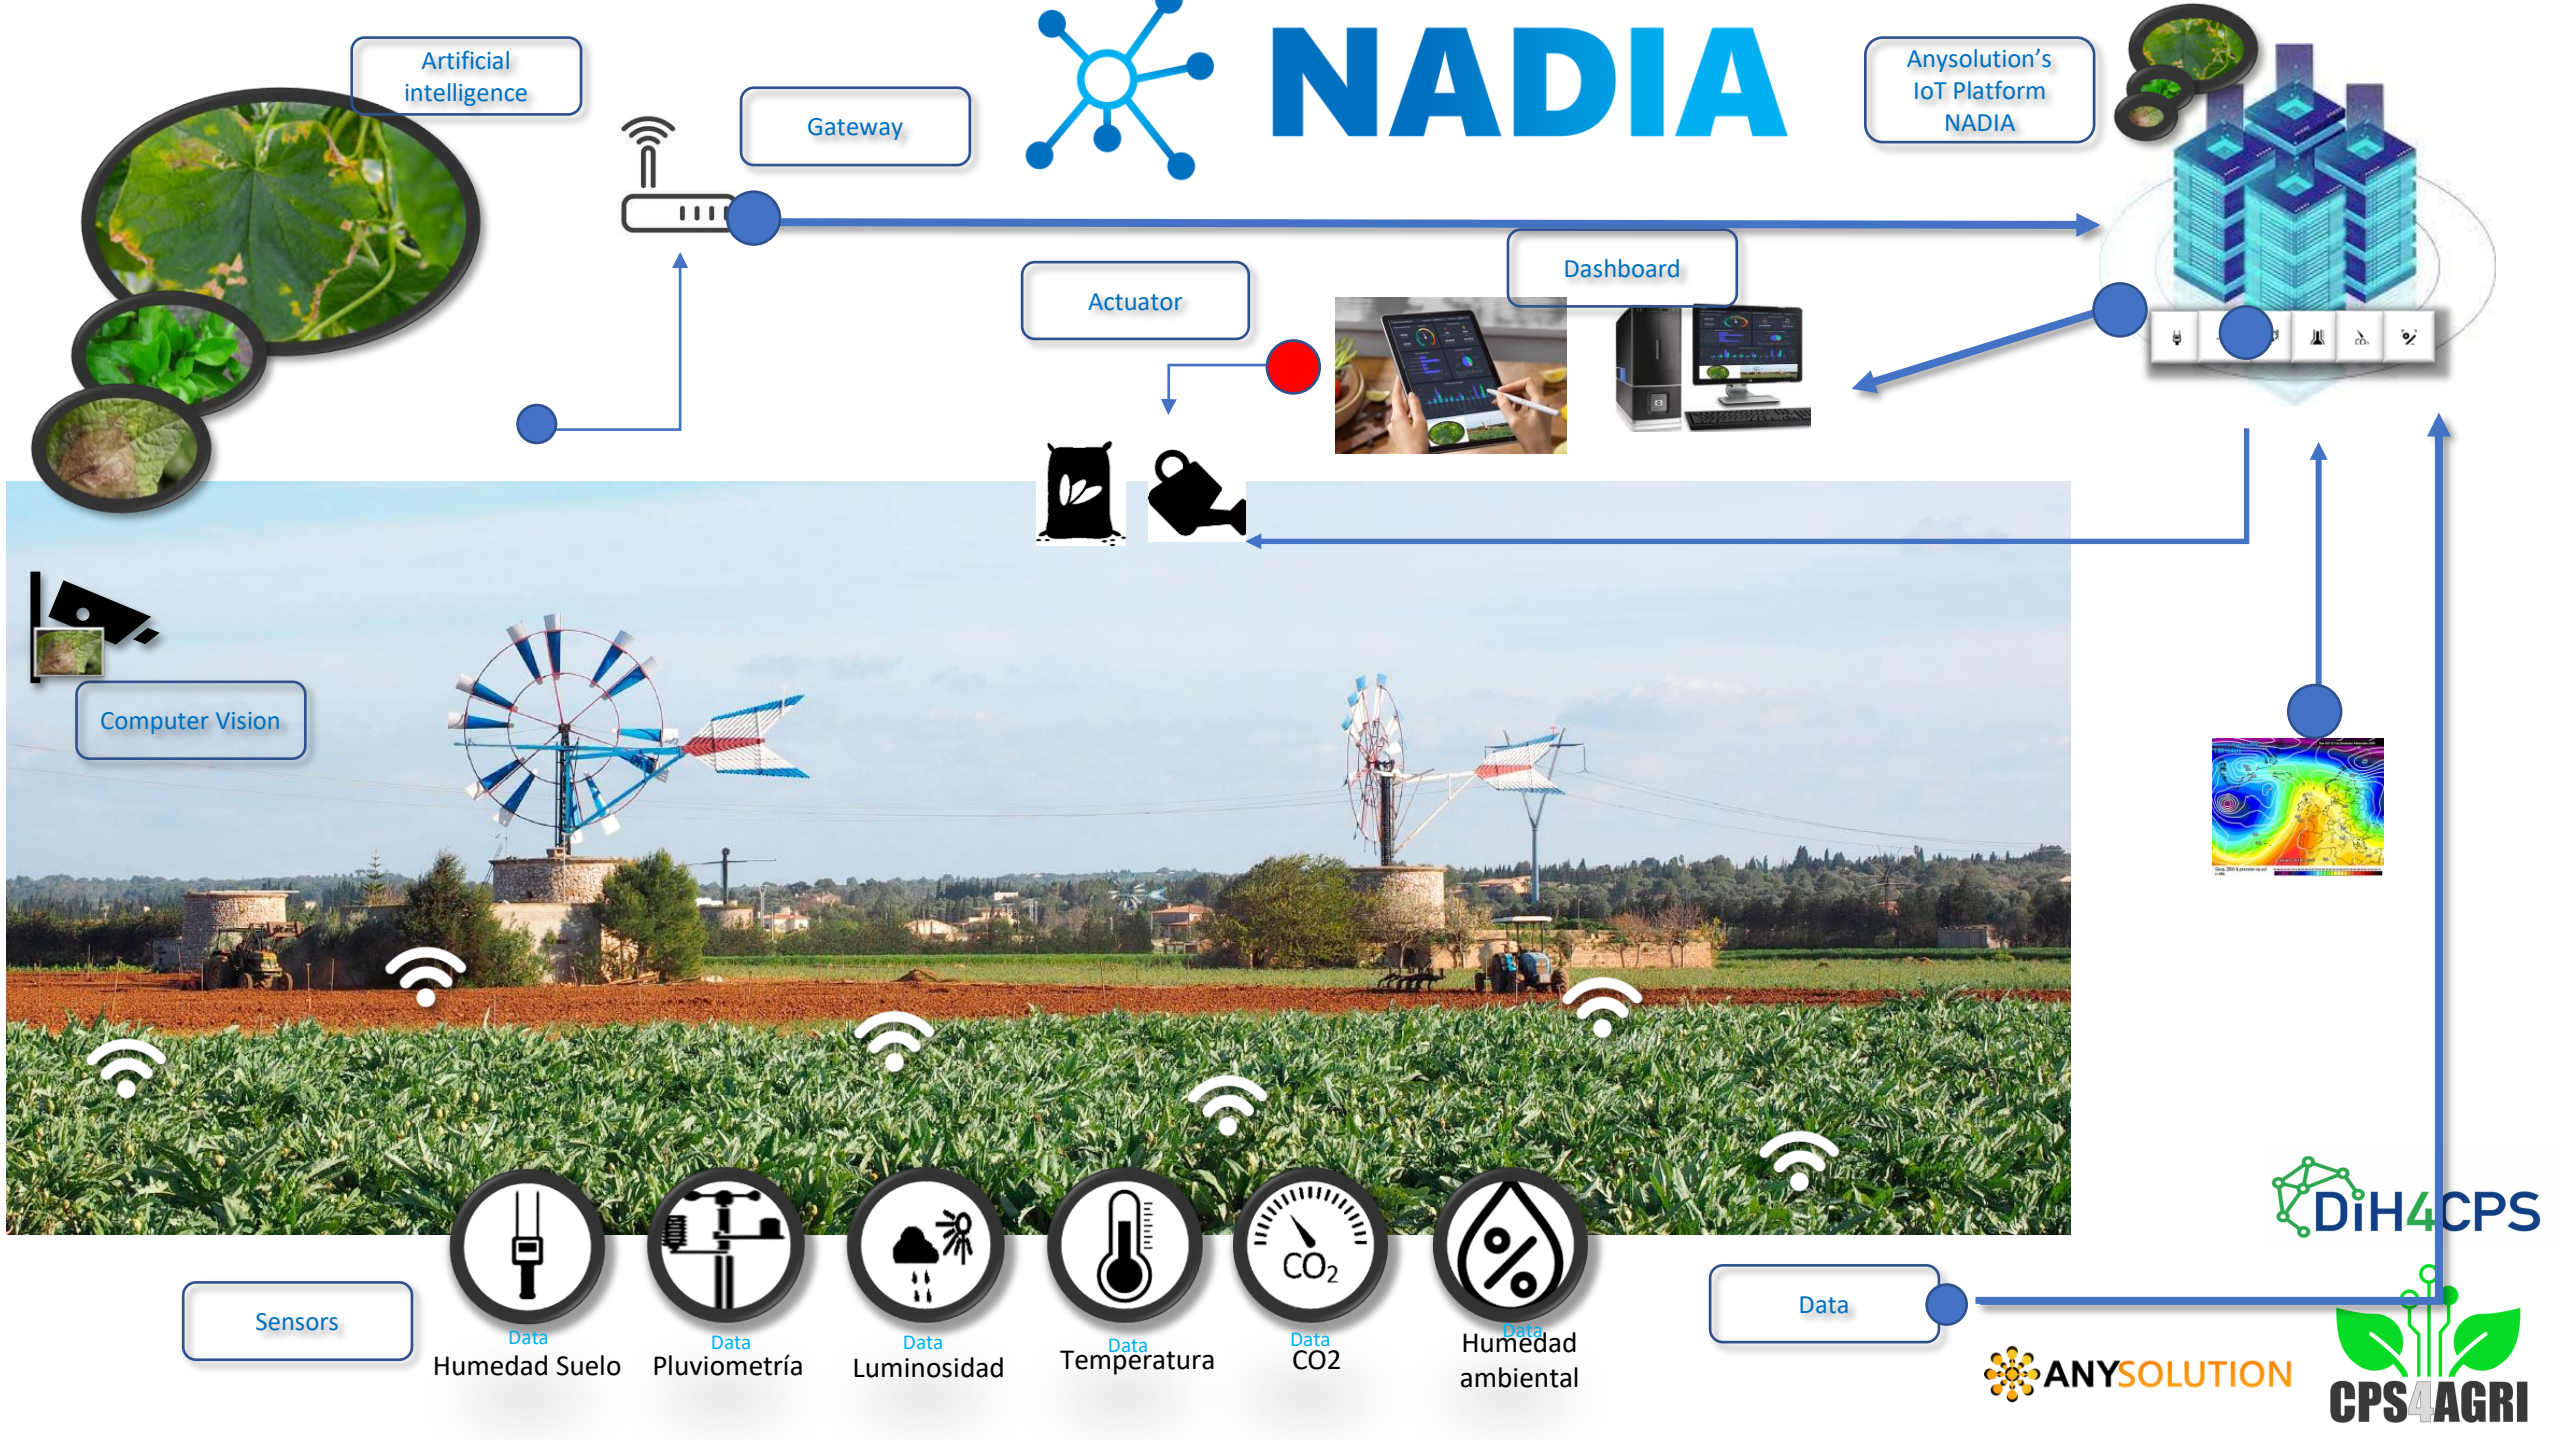 Artificial
intelligence
Gateway
NADIA
Anysolution's
IoT Platform
NADIA
Actuator
Dashboard
Computer Vision
CO2
DiH4CPS
Sensors
Data
Humedad Suelo
Data
Pluviometría
Data
Luminosidad
Data
Temperatura
Data
CO2
Data
Humedad
ambiental
Data
ANYSOLUTION
CPS4AGRI